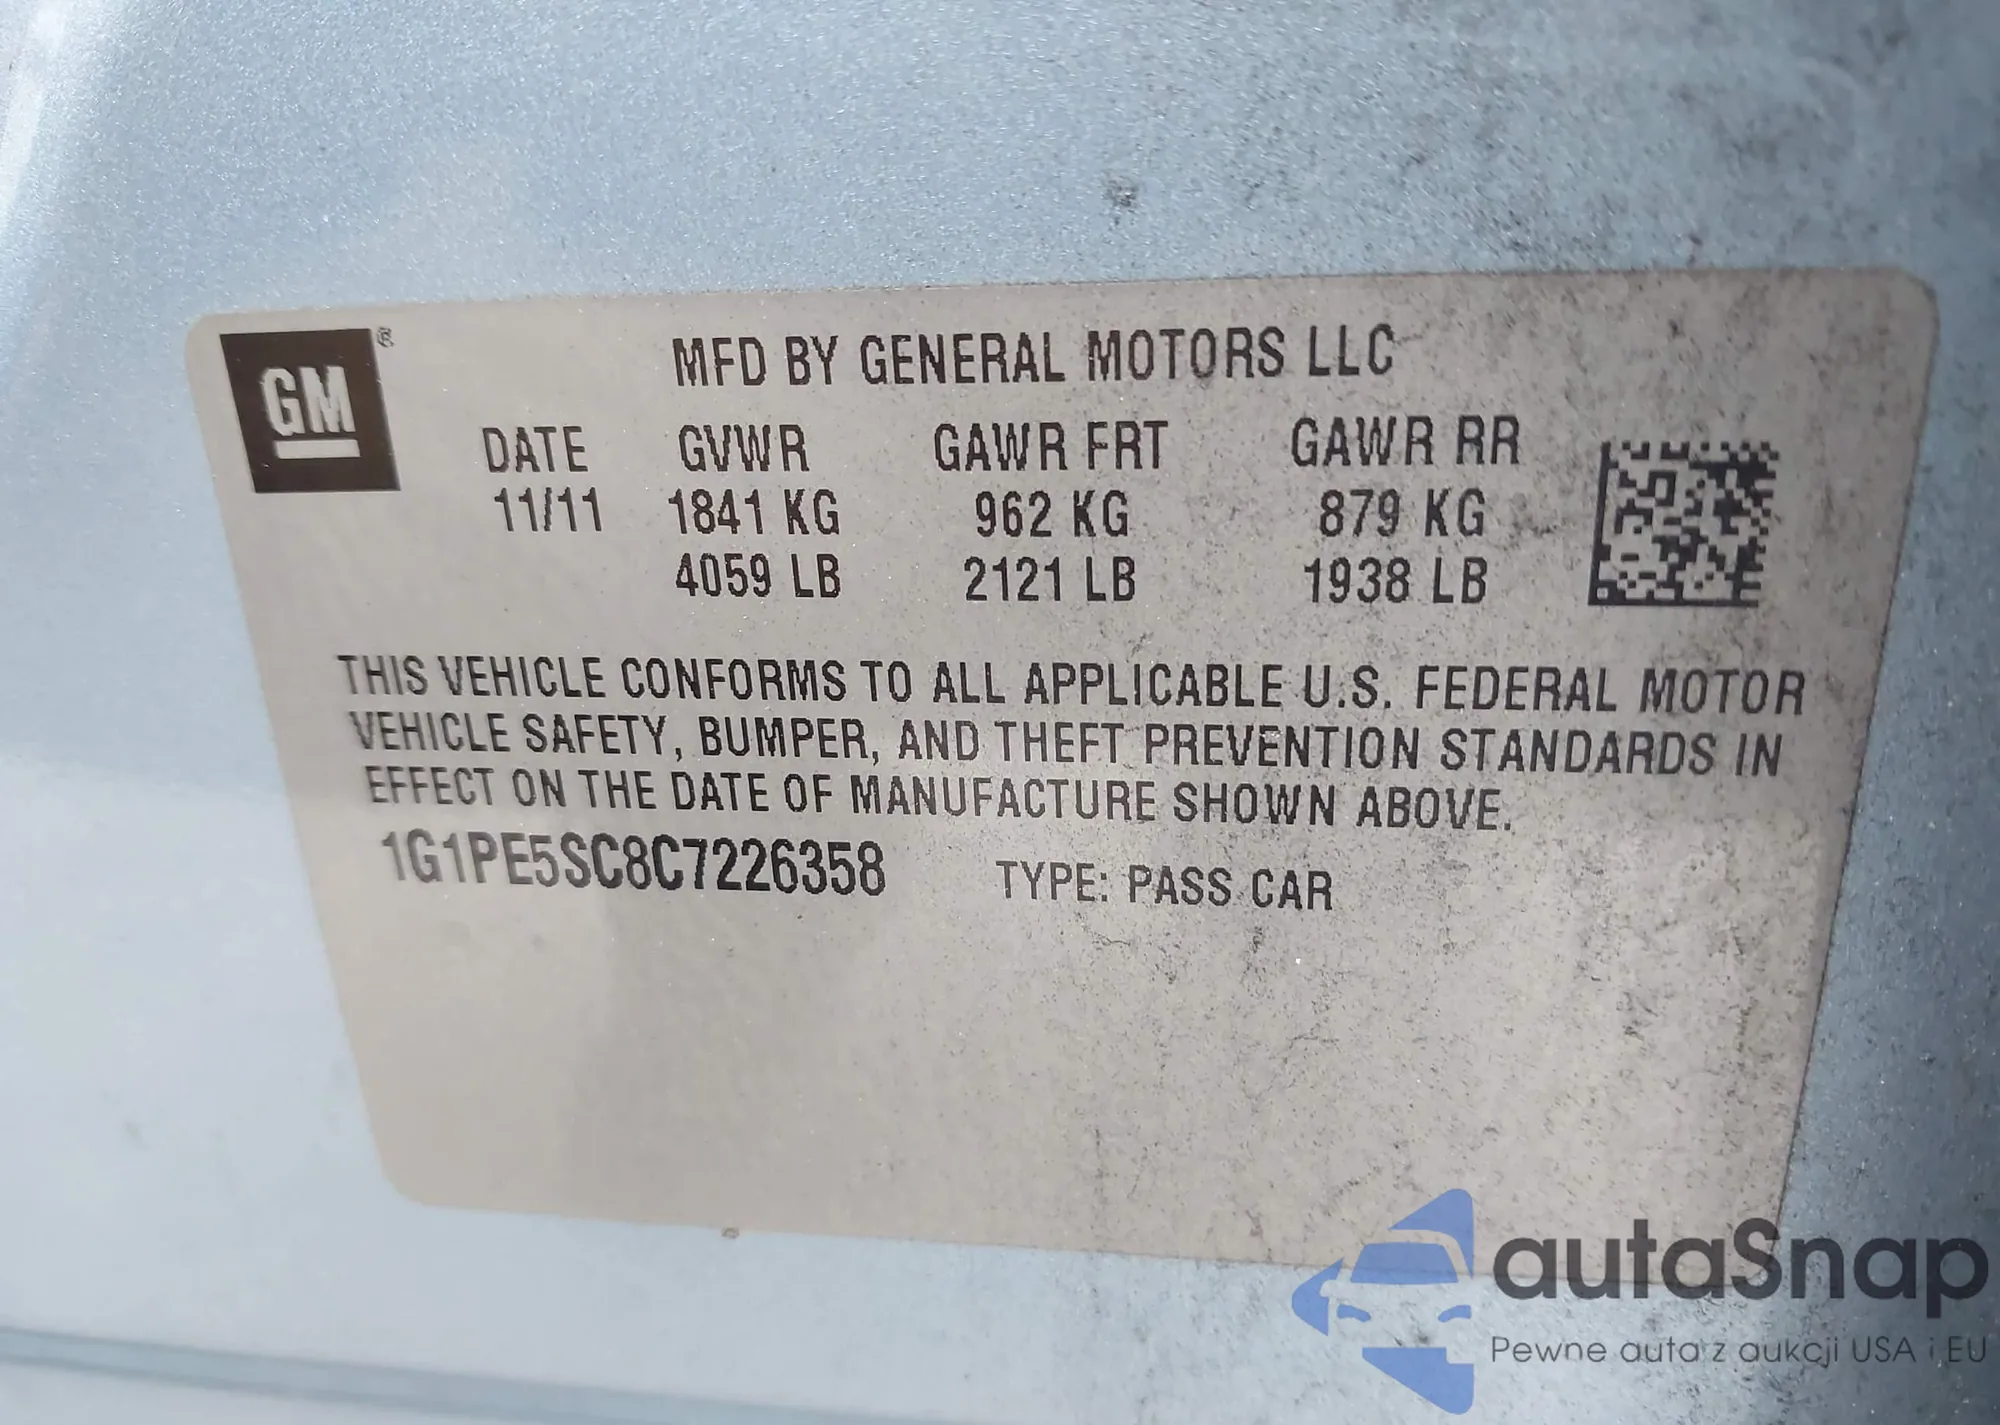 GM®
MFD BY GENERAL MOTORS LLC
DATE GVWR GAWR FRT GAWR RR
11/11 1841 KG 962 KG 879 KG
4059 LB 2121 LB 1938 LB
THIS VEHICLE CONFORMS TO ALL APPLICABLE U.S. FEDERAL MOTOR
VEHICLE SAFETY, BUMPER, AND THEFT PREVENTION STANDARDS IN
EFFECT ON THE DATE OF MANUFACTURE SHOWN ABOVE.
1G1PE5SC8C7226358 TYPE: PASS CAR
autaSnap
Pewne auta z aukcji USA i EU